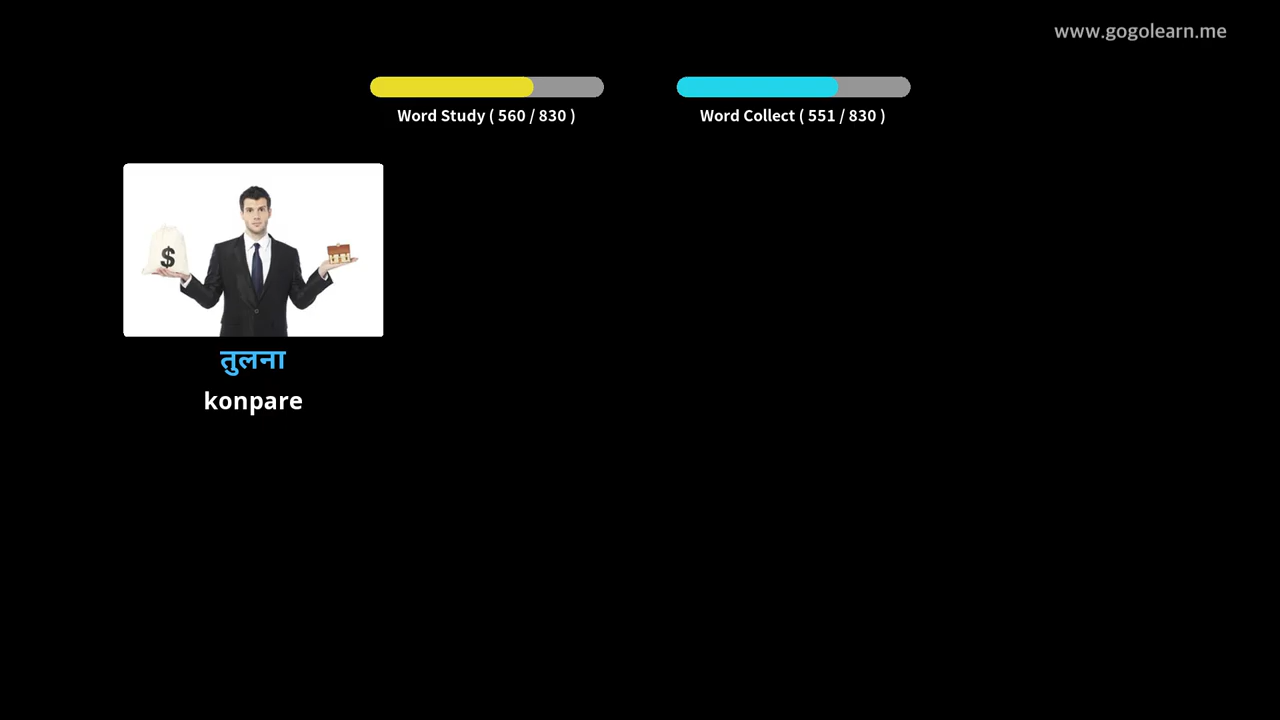 www.gogolearn.me
Word Study ( 560 / 830 )
Word Collect ( 551 / 830 )
$
तुलना
konpare